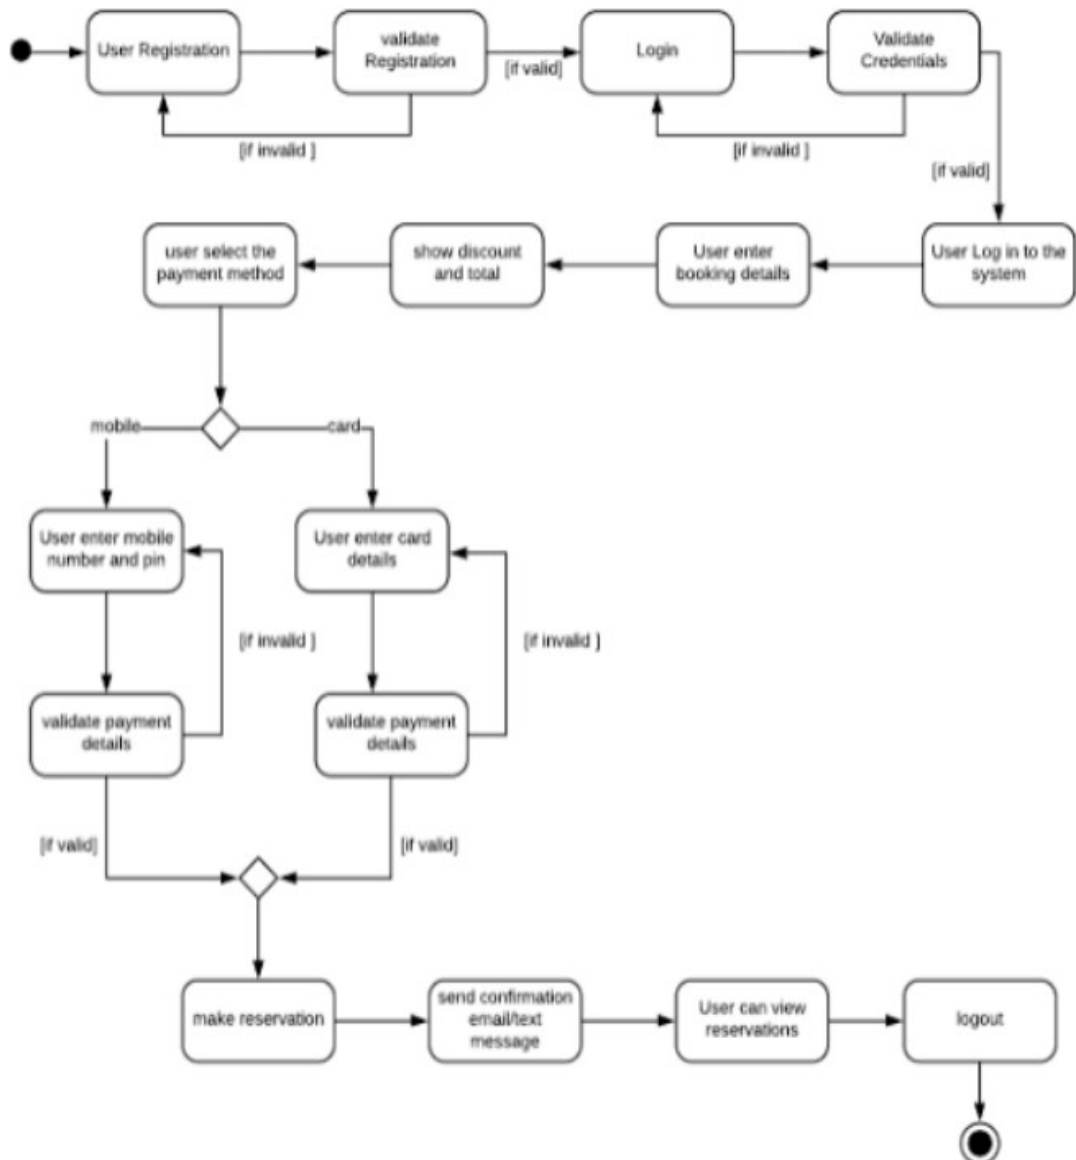 User Registration
validate
Registration
[if valid]
Login
Validate
Credentials
[if invalid ]
[if invalid ]
[if valid]
user select the
payment method
show discount
and total
User enter
booking details
User Log in to the
system
mobile
card
User enter mobile
number and pin
User enter card
details
[if invalid ]
[if invalid ]
validate payment
details
validate payment
details
[if valid]
[if valid]
make reservation
send confirmation
email/text
message
User can view
reservations
logout